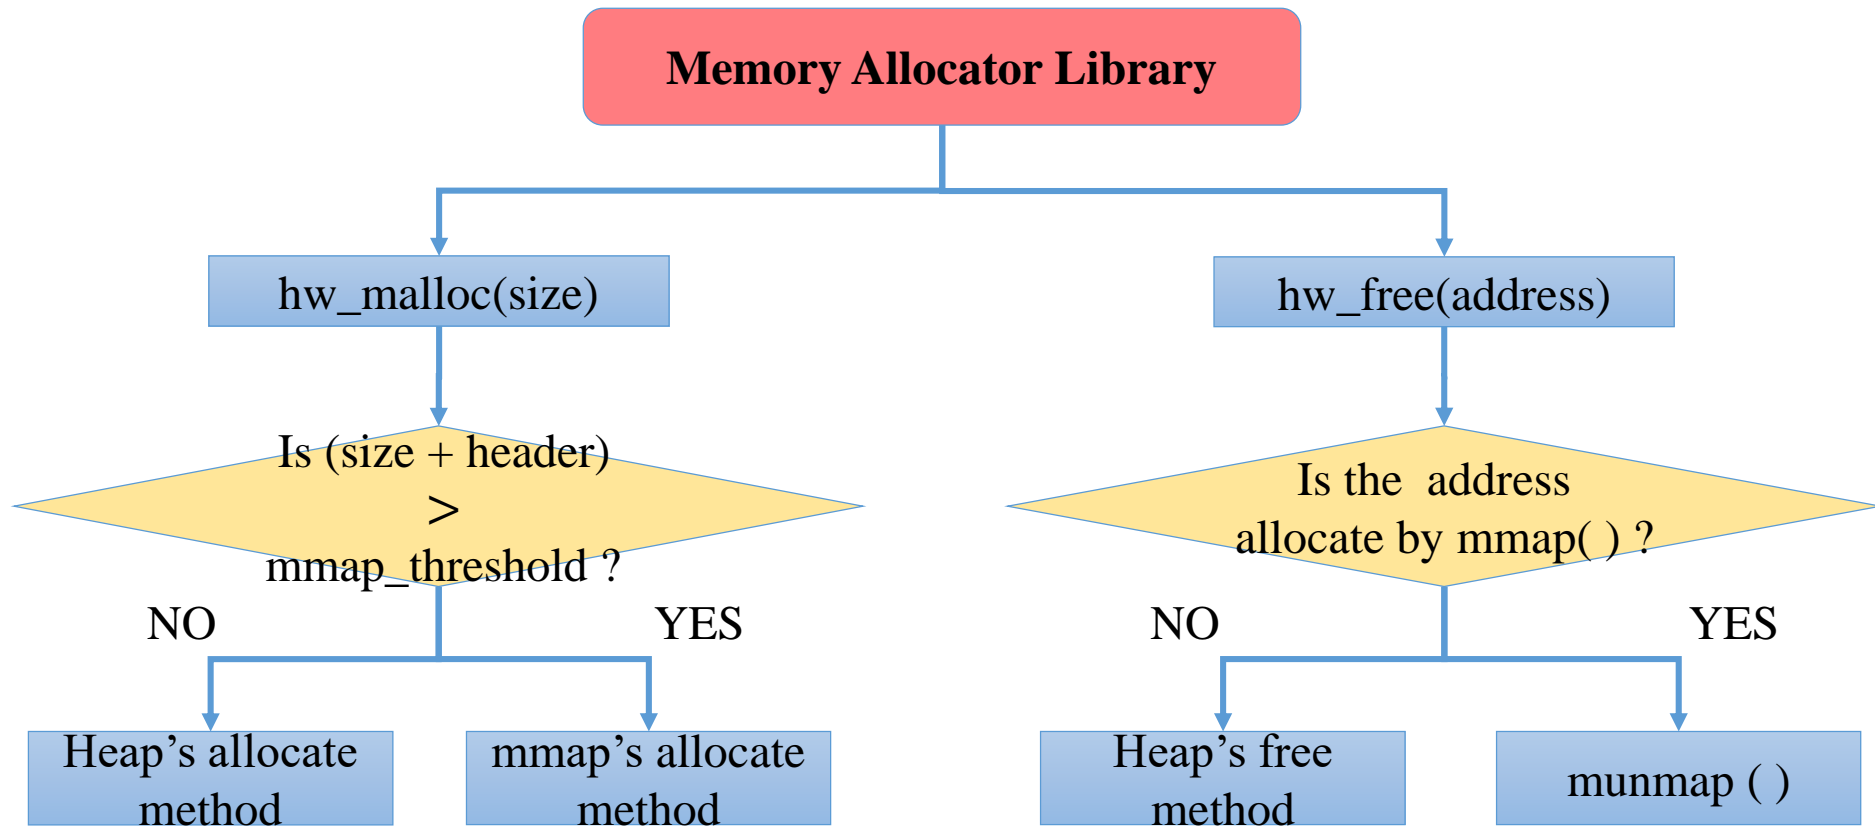 Memory Allocator Library
hw_malloc(size)
hw_free(address)
Is (size + header)
>
mmap_threshold ?
Is the  address
allocate by mmap( ) ?
NO
YES
NO
YES
Heap’s allocate
method
mmap’s allocate
method
Heap’s free
method
munmap ( )